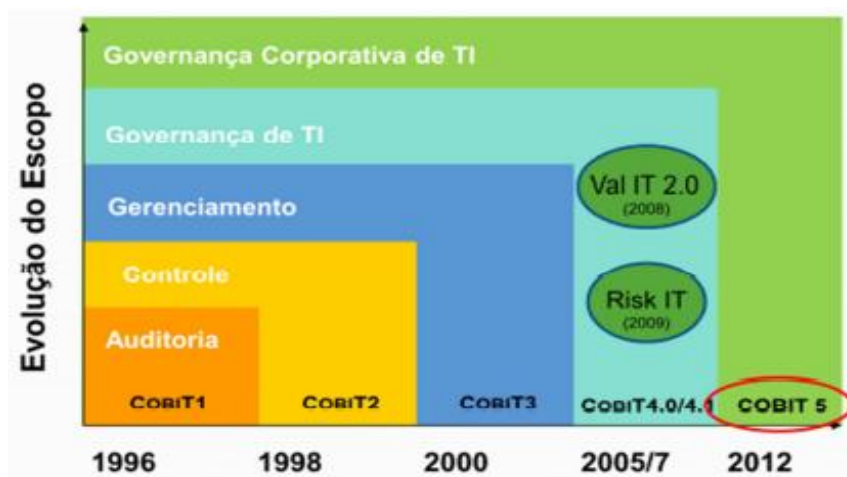 Evolução do Escopo
Governança Corporativa de TI
Governança de TI
Gerenciamento
Controle
Auditoria
Val IT 2.0
(2008)
Risk IT
(2009)
COBIT1
COBIT2
COBIT3
COBIT4.0/4.1
COBIT 5
1996
1998
2000
2005/7
2012